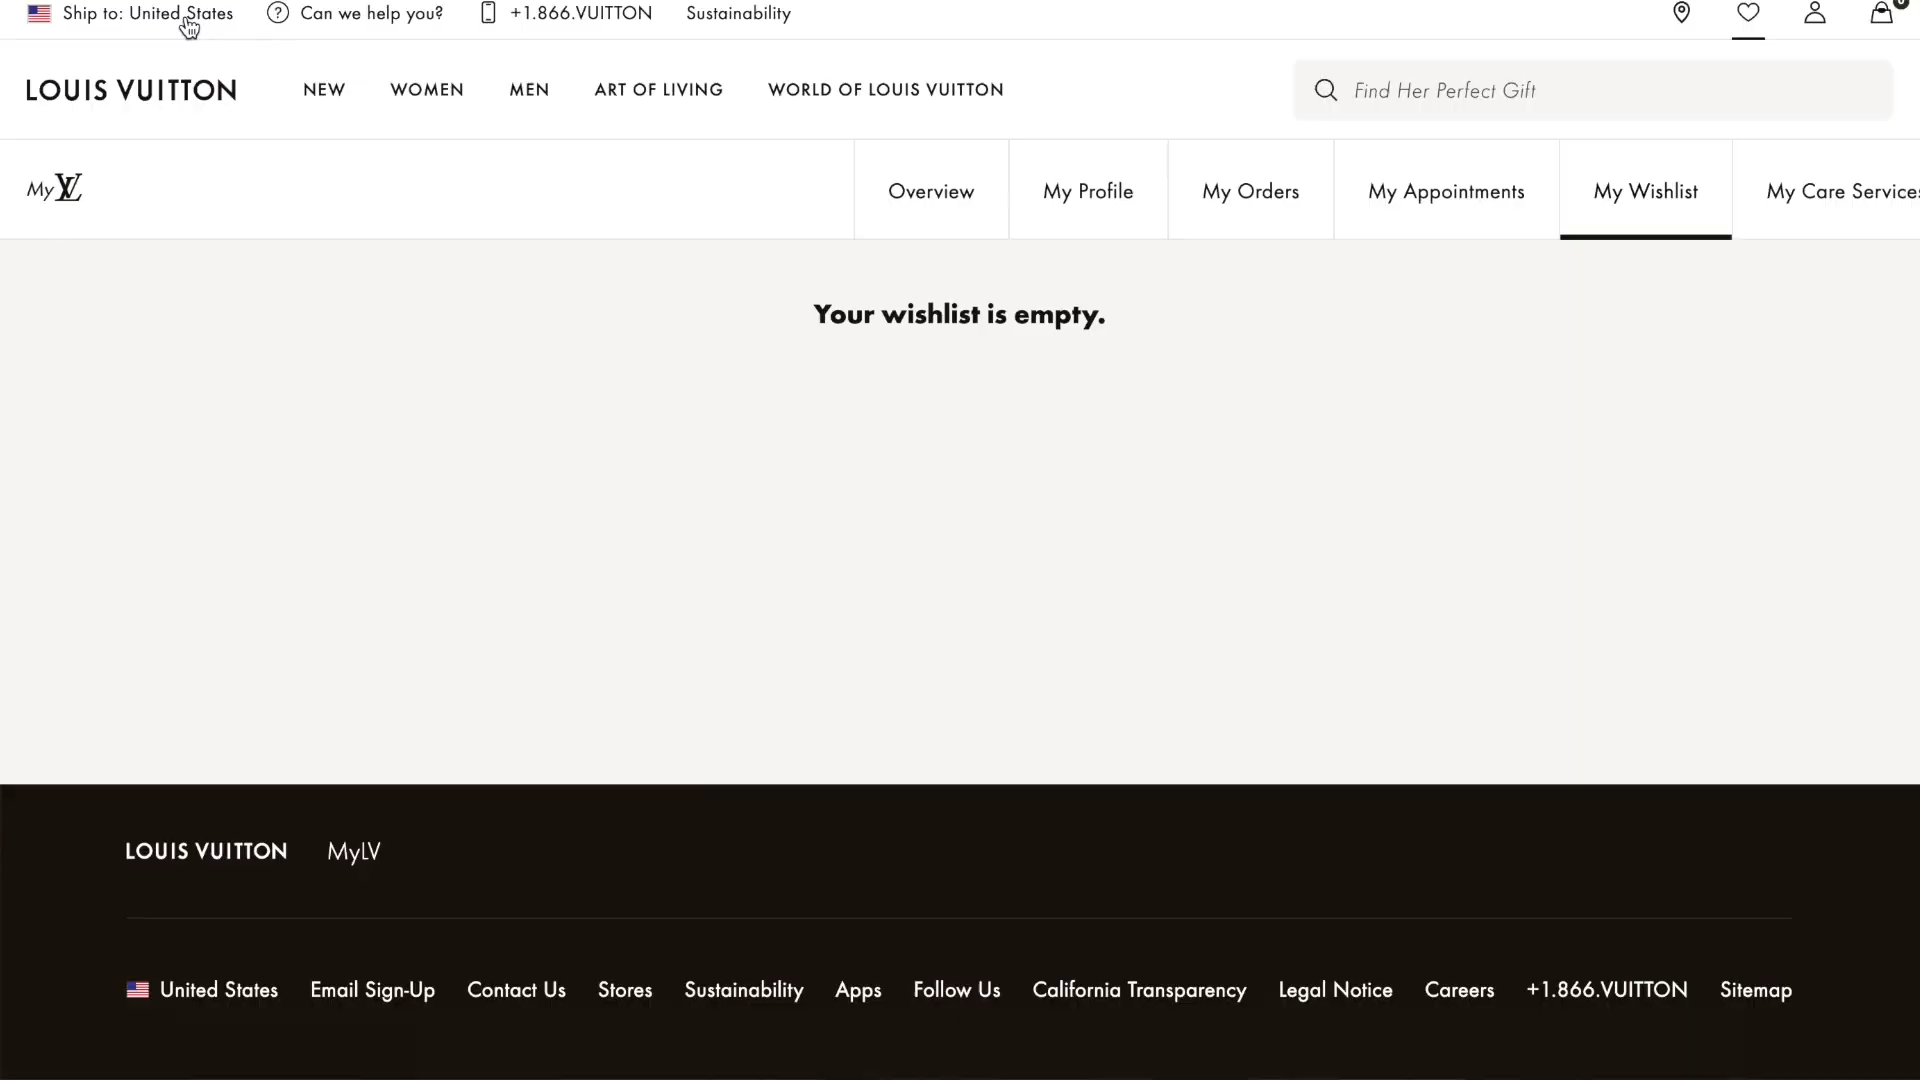 Ship to: United States
Can we help you?
+1.866.VUITTON
Sustainability
LOUIS VUITTON
NEW
WOMEN
MEN
ART OF LIVING
WORLD OF LOUIS VUITTON
Find Her Perfect Gift
My LV
Overview
My Profile
My Orders
My Appointments
My Wishlist
My Care Services
Your wishlist is empty.
LOUIS VUITTON
MyLV
United States
Email Sign-Up
Contact Us
Stores
Sustainability
Apps
Follow Us
California Transparency
Legal Notice
Careers
+1.866.VUITTON
Sitemap